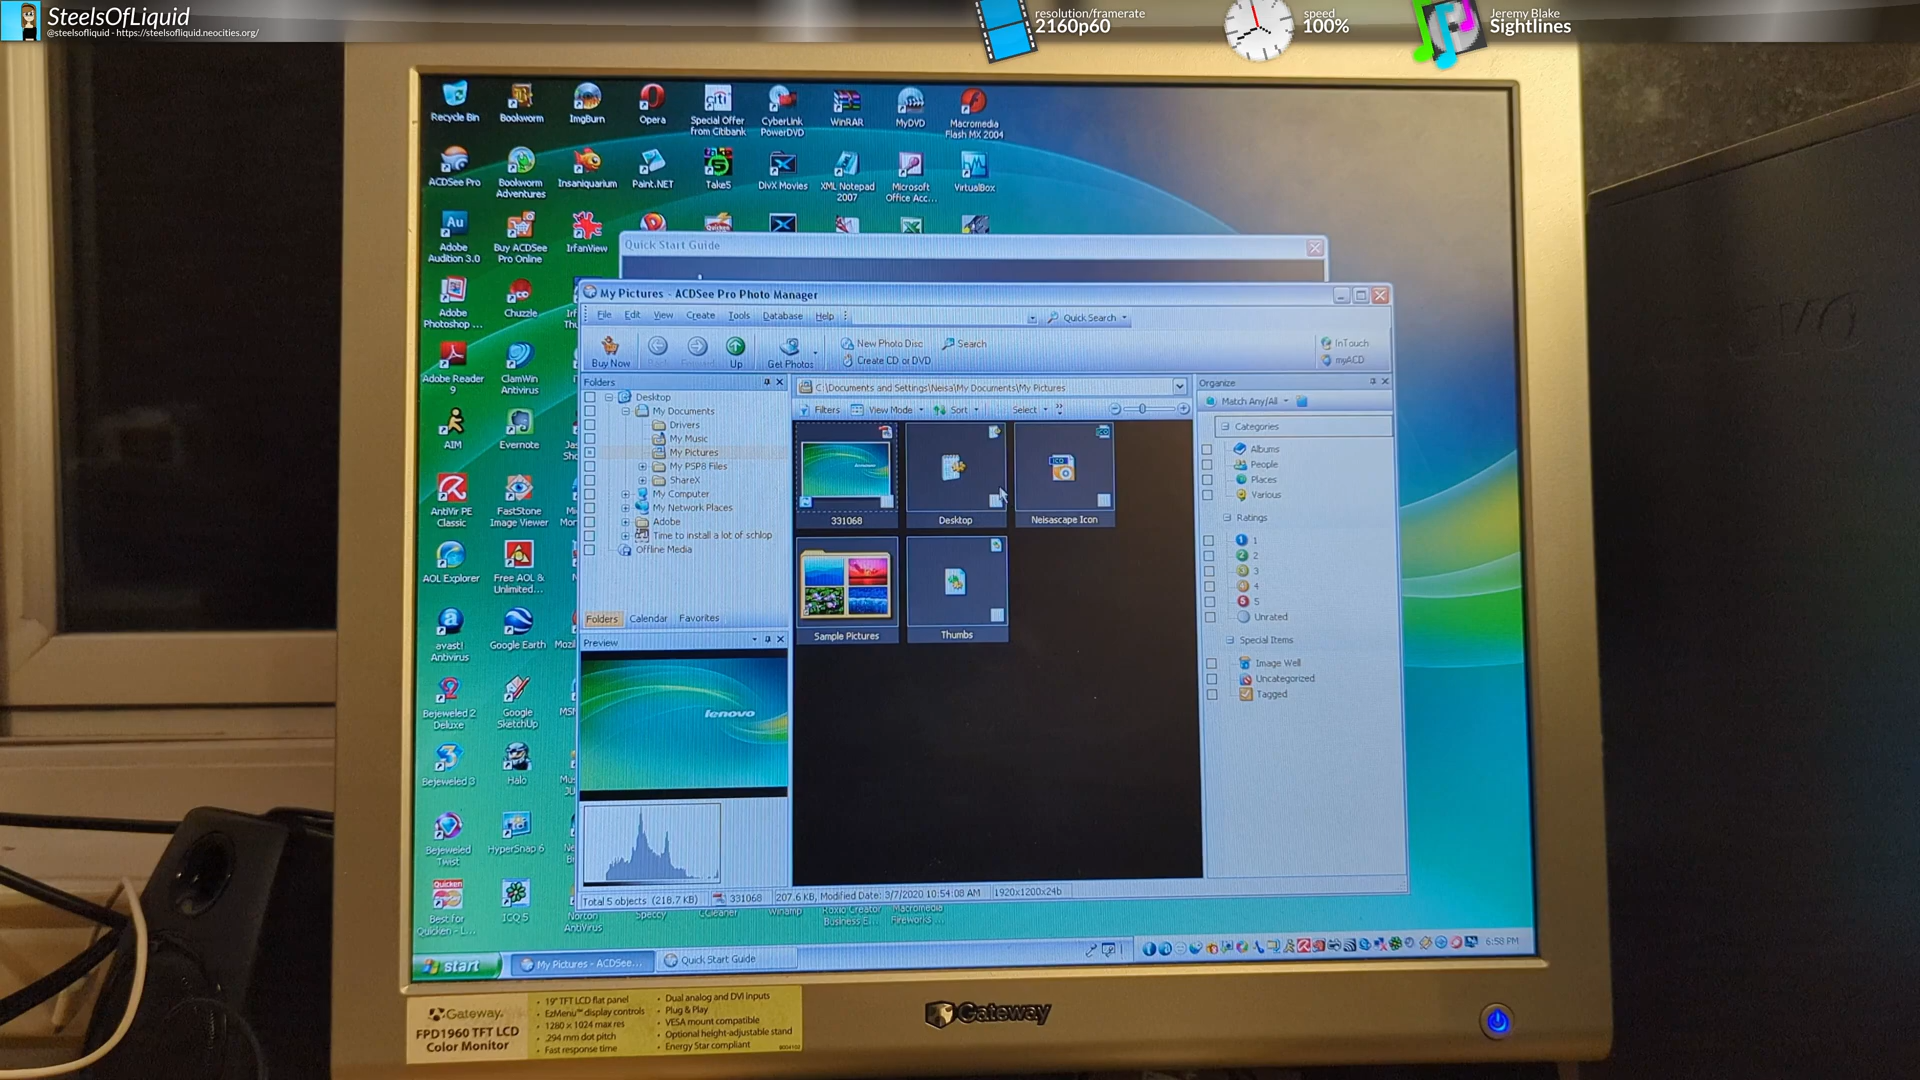 SteelsOfLiquid
@steelsofliquid - https://steelsofliquid.neocities.org/
resolution/framerate
2160p60
speed
100%
Jeremy Blake
Sightlines
Recycle Bin
Bookworm
ImgBurn
Opera
Special Offer
from Citibank
CyberLink
PowerDVD
WinRAR
MyDVD
Macromedia
Flash MX 2004
ACDSee Pro
Bookworm
Adventures
Insaniquarium
Paint.NET
Take5
DivX Movies
XML Notepad
2007
Microsoft
Office Acc...
VirtualBox
Adobe
Audition 3.0
Buy ACDSee
Pro Online
IrfanView
Quick Start Guide
Adobe
Photoshop ...
Chuzzle
My Pictures - ACDSee Pro Photo Manager
File Edit View Create Tools Database Help
Quick Search
Buy Now
Up
Get Photos
New Photo Disc
Search
Create CD or DVD
InTouch
myACD
Adobe Reader
9
ClamWin
Antivirus
AIM
Evernote
AntiVir PE
Classic
FastStone
Image Viewer
AOL Explorer
Free AOL &
Unlimited...
avast!
Antivirus
Google Earth
Bejeweled 2
Deluxe
Google
SketchUp
Bejeweled 3
Halo
Bejeweled
Twist
HyperSnap 6
Best for
Quicken - L...
ICQ 5
Norton
AntiVirus
Speccy
CCleaner
Winamp
Roxio Creator
Business E...
Macromedia
Fireworks ...
Folders
Desktop
My Documents
Drivers
My Music
My Pictures
My PSP8 Files
ShareX
My Computer
My Network Places
Adobe
Time to install a lot of schlop
Offline Media
Folders Calendar Favorites
Preview
lenovo
C:\Documents and Settings\Neisa\My Documents\My Pictures
Filters View Mode Sort Select
331068
Desktop
Neisascape Icon
Sample Pictures
Thumbs
Organize
Match Any/All
Categories
Albums
People
Places
Various
Ratings
1
2
3
4
5
Unrated
Special Items
Image Well
Uncategorized
Tagged
Total 5 objects (218.7 KB)
331068
207.6 KB, Modified Date: 3/7/2020 10:54:08 AM
1920x1200x24b
start
My Pictures - ACDSee...
Quick Start Guide
6:58 PM
Gateway.
FPD1960 TFT LCD
Color Monitor
• 19" TFT LCD flat panel
• EzMenu™ display controls
• 1280 x 1024 max res
• .294 mm dot pitch
• Fast response time
• Dual analog and DVI inputs
• Plug & Play
• VESA mount compatible
• Optional height-adjustable stand
• Energy Star compliant
Gateway